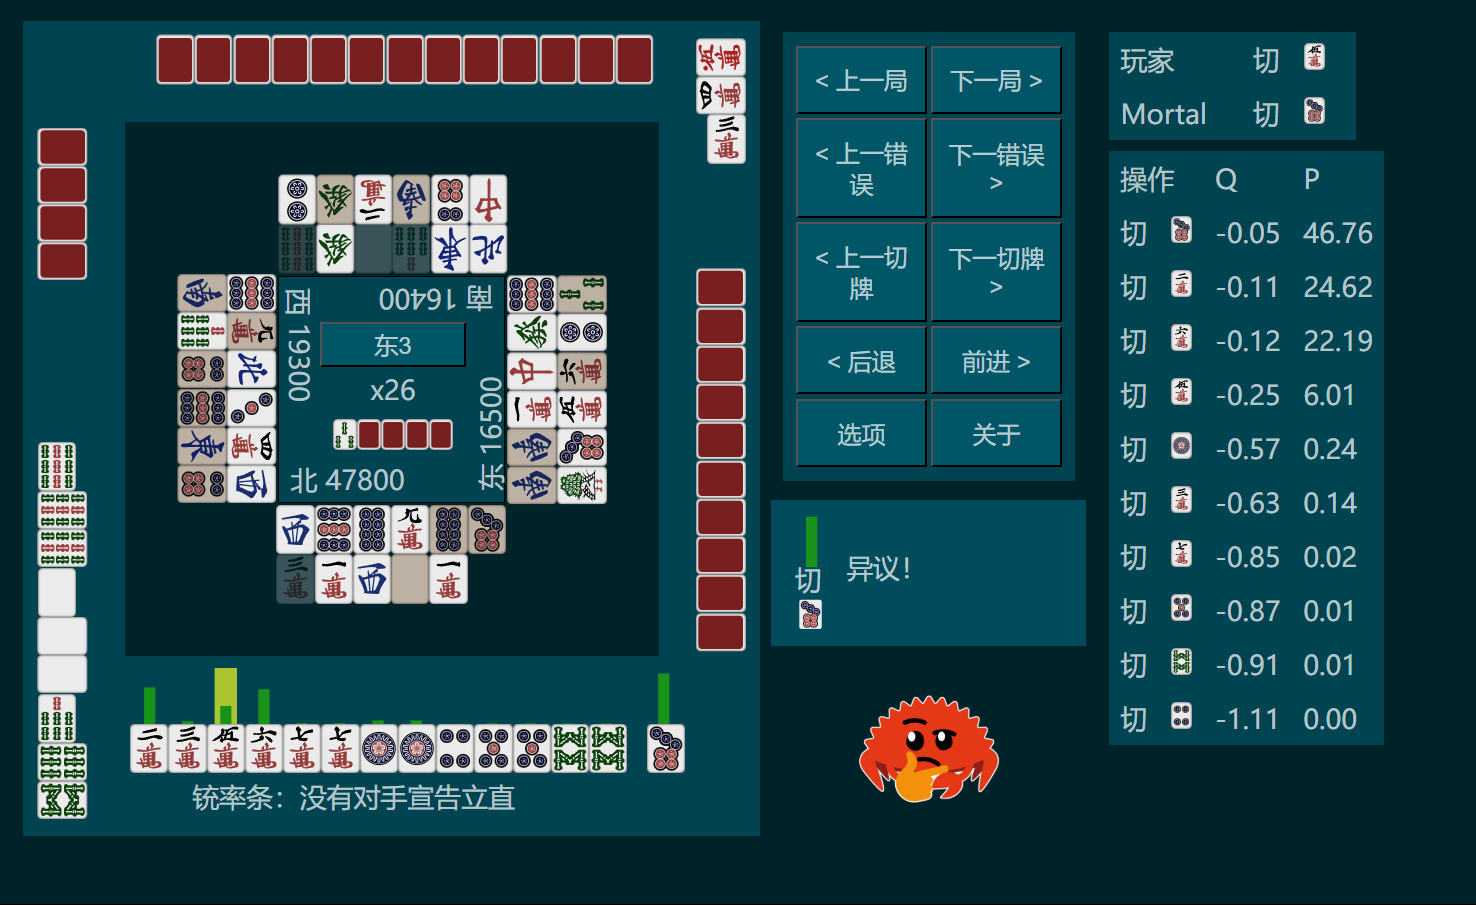 < 上一局
下一局 >
< 上一错误
下一错误 >
< 上一切牌
下一切牌 >
< 后退
前进 >
选项
关于
切
异议！
玩家 切
Mortal 切
操作 Q P
切 -0.05 46.76
切 -0.11 24.62
切 -0.12 22.19
切 -0.25 6.01
切 -0.57 0.24
切 -0.63 0.14
切 -0.85 0.02
切 -0.87 0.01
切 -0.91 0.01
切 -1.11 0.00
南 16400
西 19300
东3
x26
东 16500
北 47800
铳率条：没有对手宣告立直